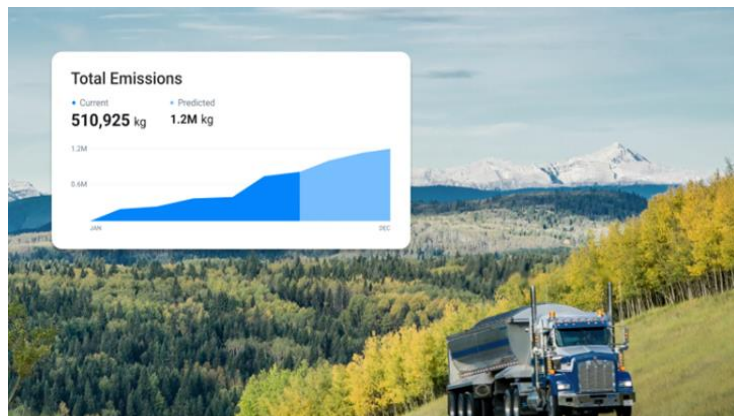 Total Emissions
Current Predicted
510,925 kg 1.2M kg
1.2M
0.6M
JAN DEC